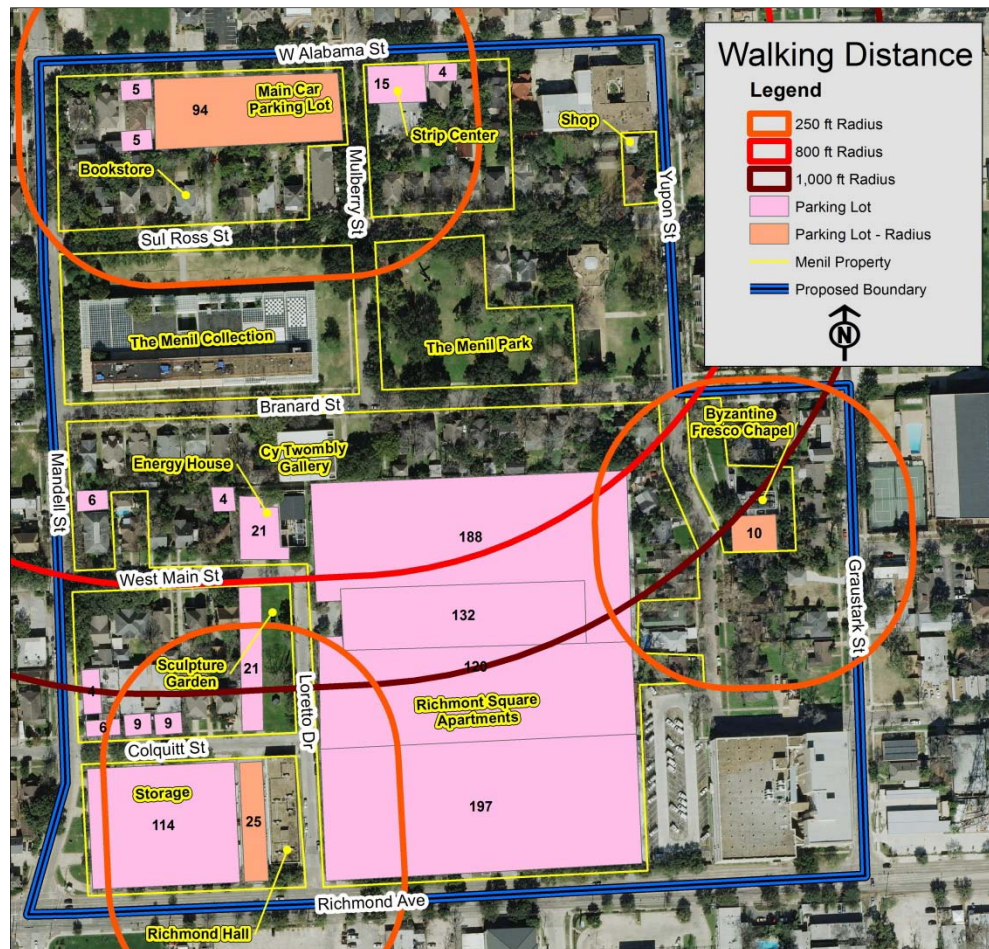 Walking Distance
Legend
250 ft Radius
800 ft Radius
1,000 ft Radius
Parking Lot
Parking Lot - Radius
Menil Property
Proposed Boundary
N
W Alabama St
5
94
Main Car
Parking Lot
15
4
Strip Center
Shop
5
Bookstore
Mulberry St
Yupon St
Sul Ross St
The Menil Collection
The Menil Park
Branard St
Byzantine
Fresco Chapel
Mandell St
Energy House
Cy Twombly
Gallery
6
4
21
188
10
West Main St
Graustark St
132
Sculpture
Garden
21
Loretto Dr
4
6
9
9
Richmont Square
Apartments
Colquitt St
Storage
114
25
197
Richmond Ave
Richmond Hall